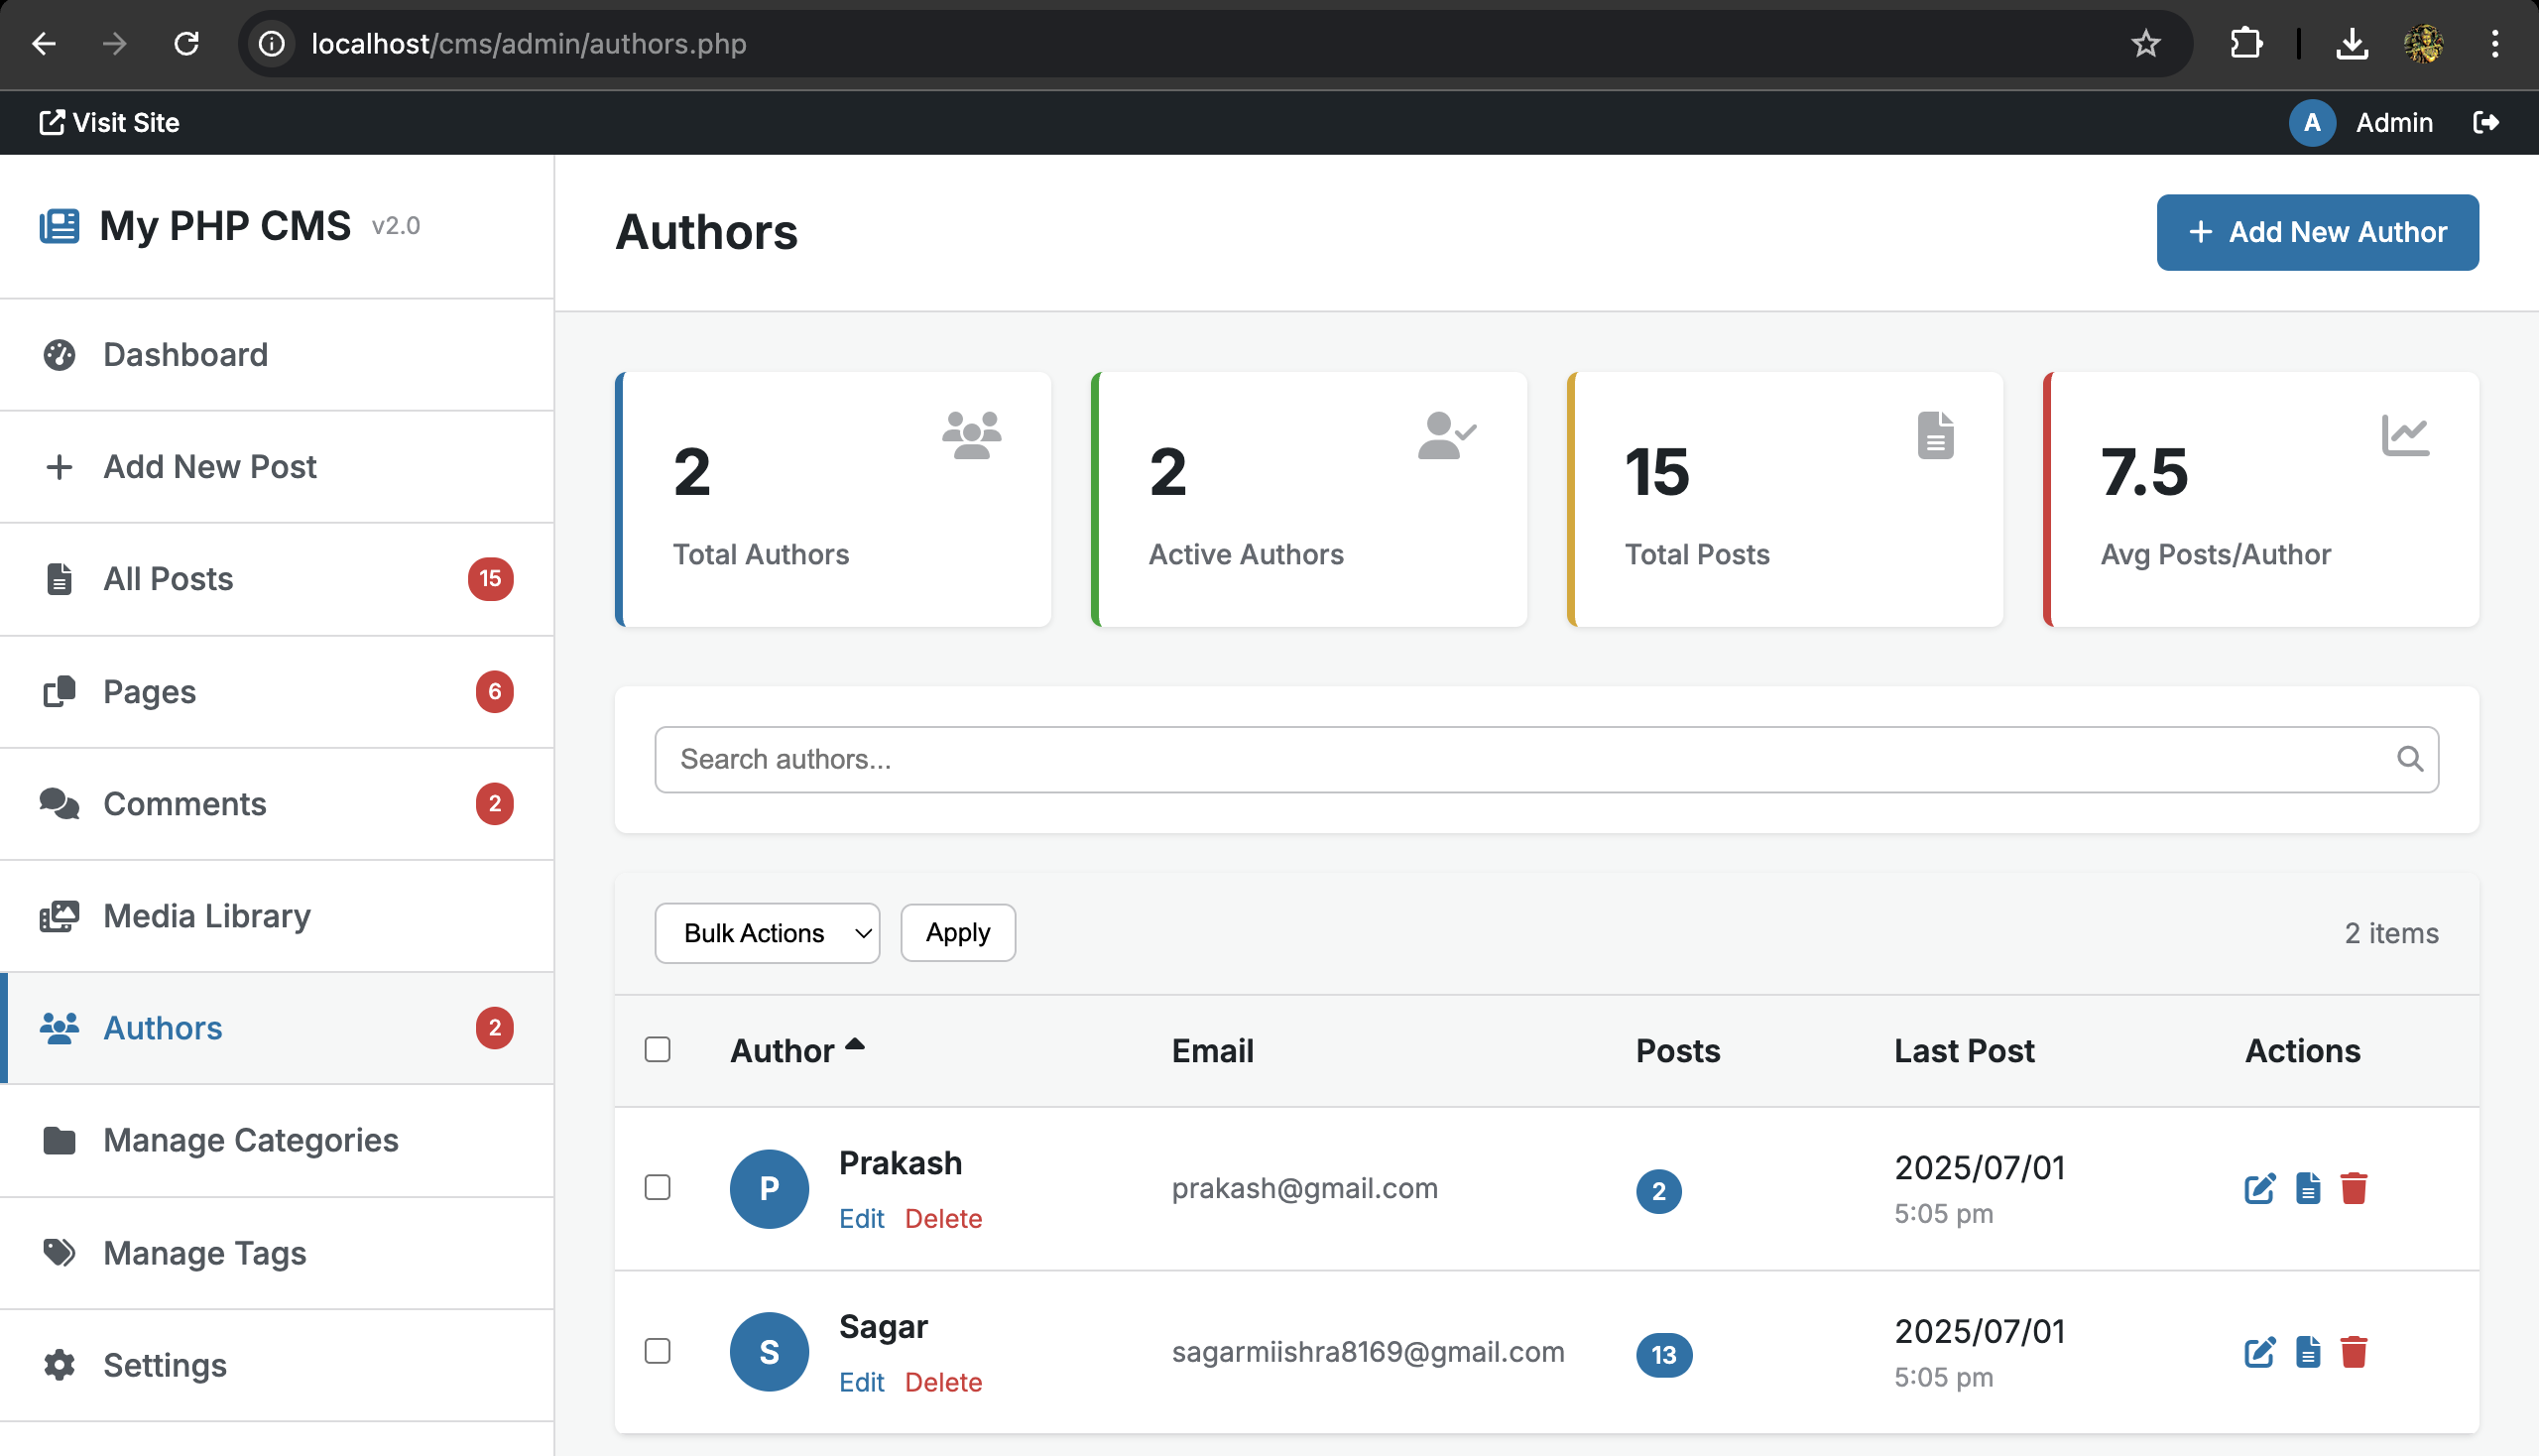 localhost/cms/admin/authors.php
Visit Site
A Admin
My PHP CMS v2.0
Authors
+ Add New Author
Dashboard
Add New Post
All Posts 15
Pages 6
Comments 2
Media Library
Authors 2
Manage Categories
Manage Tags
Settings
2
Total Authors
2
Active Authors
15
Total Posts
7.5
Avg Posts/Author
Search authors...
Bulk Actions Apply 2 items
Author Email Posts Last Post Actions
P Prakash prakash@gmail.com 2 2025/07/01
Edit Delete 5:05 pm
S Sagar sagarmiishra8169@gmail.com 13 2025/07/01
Edit Delete 5:05 pm